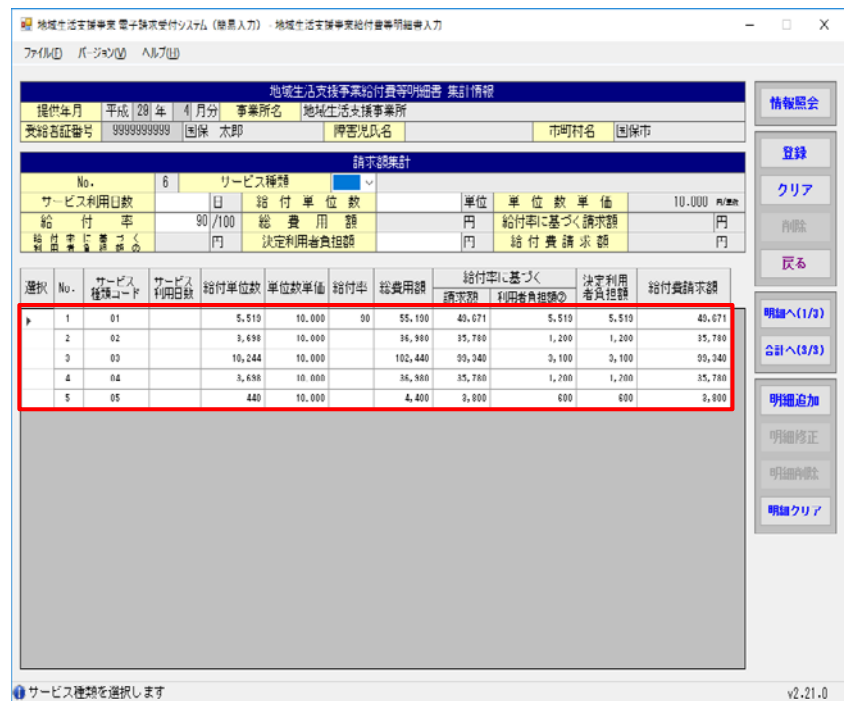 地域生活支援事業 電子請求受付システム（簡易入力） - 地域生活支援事業給付費等明細書入力
ファイル(F) バージョン(V) ヘルプ(H)
地域生活支援事業給付費等明細書 集計情報
提供年月 平成 28 年 4 月分 事業所名 地域生活支援事業所
受給者証番号 9999999999 国保 太郎 障害児氏名 市町村名 国保市
請求額集計
No. 6 サービス種類
サービス利用日数 日 給付単位数 単位 単位数単価 10.000 円/単位
給付率 90 /100 総費用額 円 給付率に基づく請求額 円
給付率に基づく利用者負担額の 円 決定利用者負担額 円 給付費請求額 円
選択 No. サービス種類コード サービス利用日数 給付単位数 単位数単価 給付率 総費用額 給付率に基づく 請求額 利用者負担額② 決定利用者負担額 給付費請求額
1 01 5,519 10.000 90 55,190 49,671 5,519 5,519 49,671
2 02 3,698 10.000 36,980 35,780 1,200 1,200 35,780
3 03 10,244 10.000 102,440 99,340 3,100 3,100 99,340
4 04 3,698 10.000 36,980 35,780 1,200 1,200 35,780
5 05 440 10.000 4,400 3,800 600 600 3,800
情報照会
登録
クリア
削除
戻る
明細へ(1/3)
合計へ(3/3)
明細追加
明細修正
明細削除
明細クリア
サービス種類を選択します v2.21.0